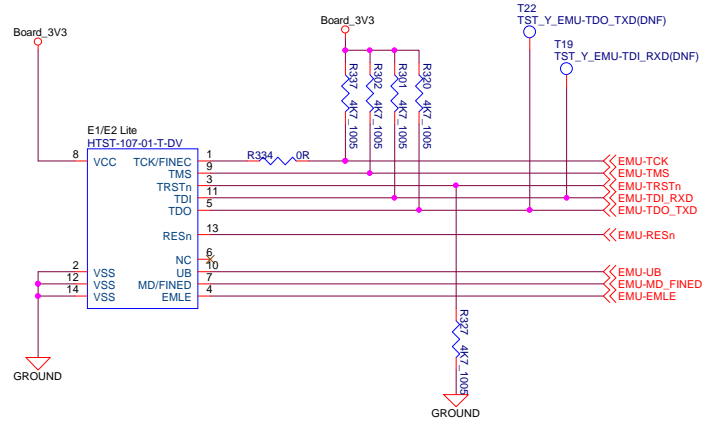 T22
TST_Y_EMU-TDO_TXD(DNF)
Board_3V3
Board_3V3
T19
TST_Y_EMU-TDI_RXD(DNF)
R337 4K7_1005
R302 4K7_1005
R301 4K7_1005
R320 4K7_1005
E1/E2 Lite
HTST-107-01-T-DV
8 VCC TCK/FINEC 1 R334 0R EMU-TCK
TMS 9 EMU-TMS
TRSTn 3 EMU-TRSTn
TDI 11 EMU-TDI_RXD
TDO 5 EMU-TDO_TXD
RESn 13 EMU-RESn
NC 6
2 VSS UB 10 EMU-UB
12 VSS MD/FINED 7 EMU-MD_FINED
14 VSS EMLE 4 EMU-EMLE
R327 4K7_1005
GROUND
GROUND